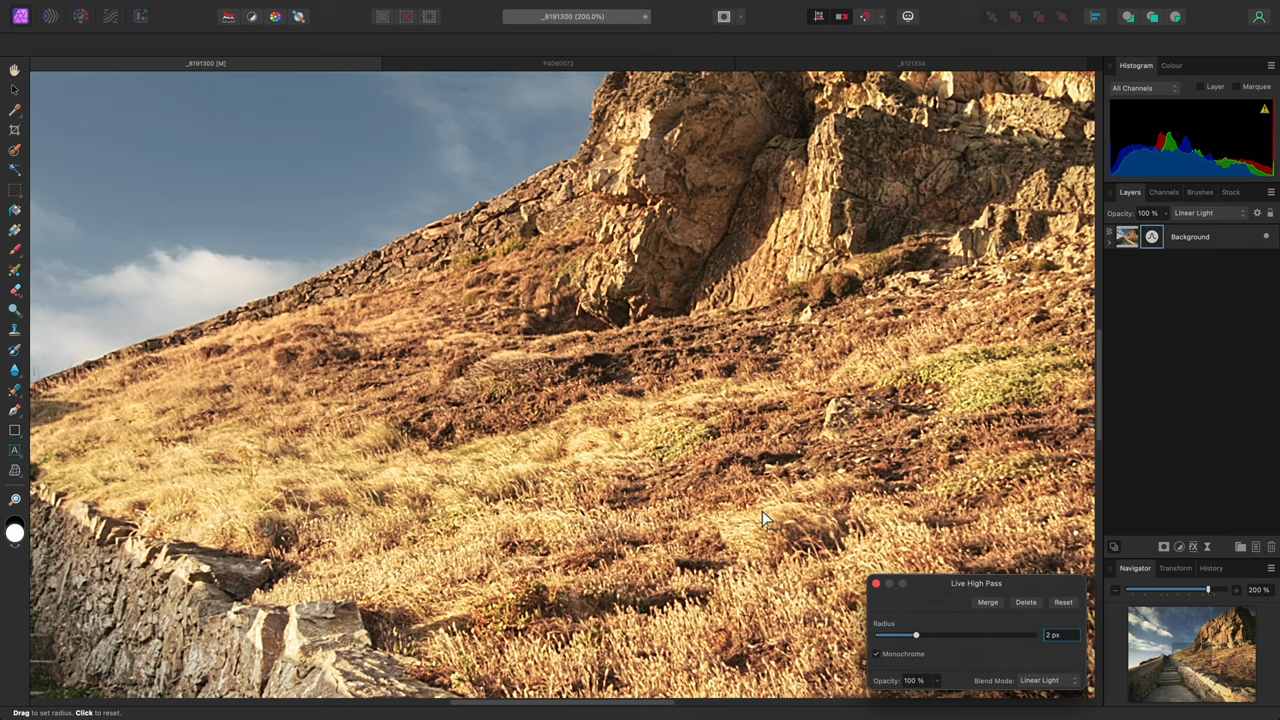 _8191300 (200.0%)
_8191300 [M]
P4060072
_8121334
Histogram
Colour
All Channels
Layer
Marquee
Layers
Channels
Brushes
Stock
Opacity:
100 %
Linear Light
Background
Navigator
Transform
History
200 %
Live High Pass
Merge
Delete
Reset
Radius
2 px
Monochrome
Opacity:
100 %
Blend Mode:
Linear Light
Drag to set radius. Click to reset.